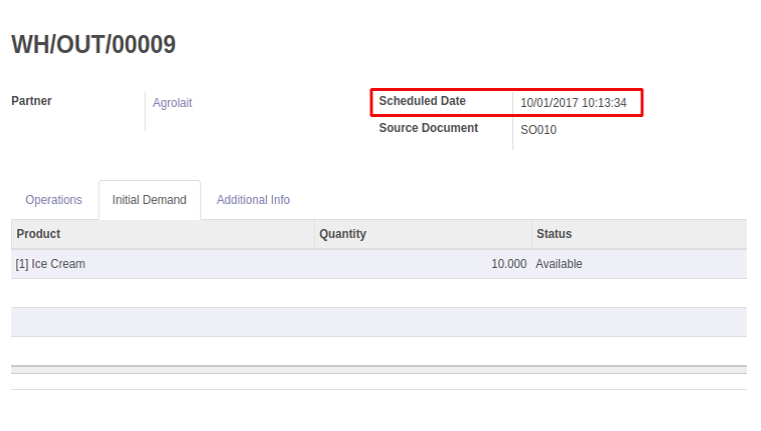 WH/OUT/00009
Partner Agrolait Scheduled Date 10/01/2017 10:13:34
Source Document SO010
Operations Initial Demand Additional Info
Product Quantity Status
[1] Ice Cream 10.000 Available